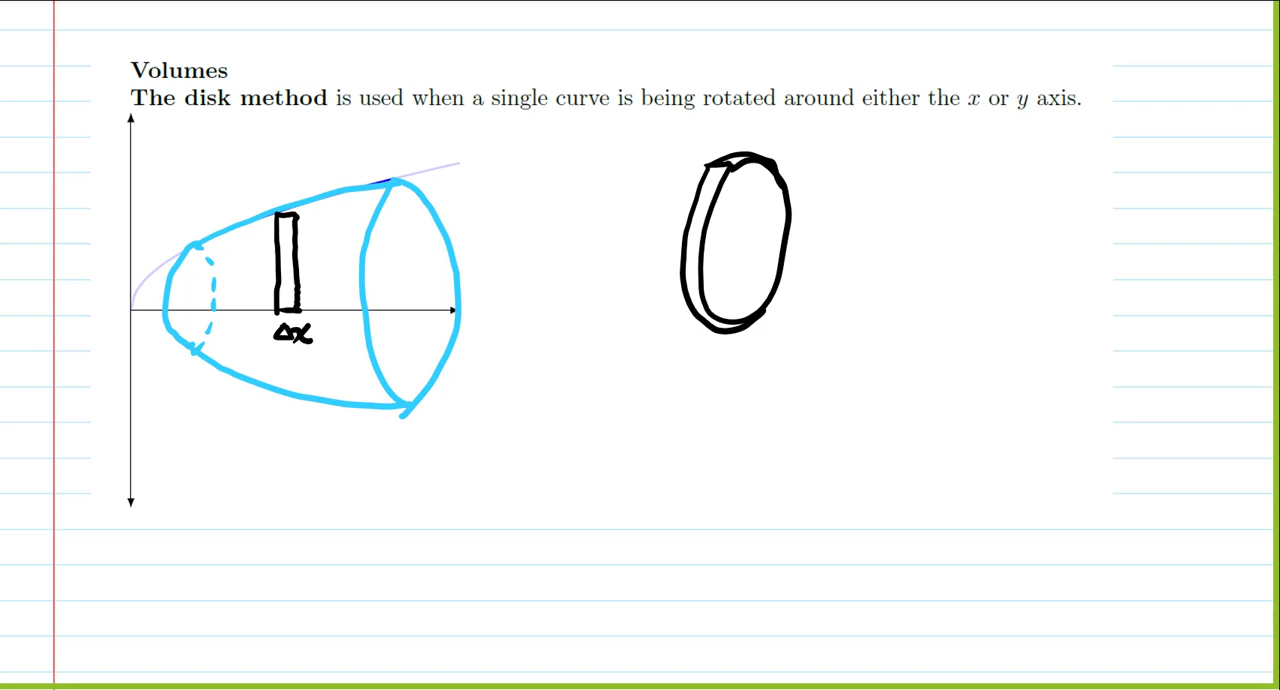 Volumes
The disk method is used when a single curve is being rotated around either the x or y axis.
Δx